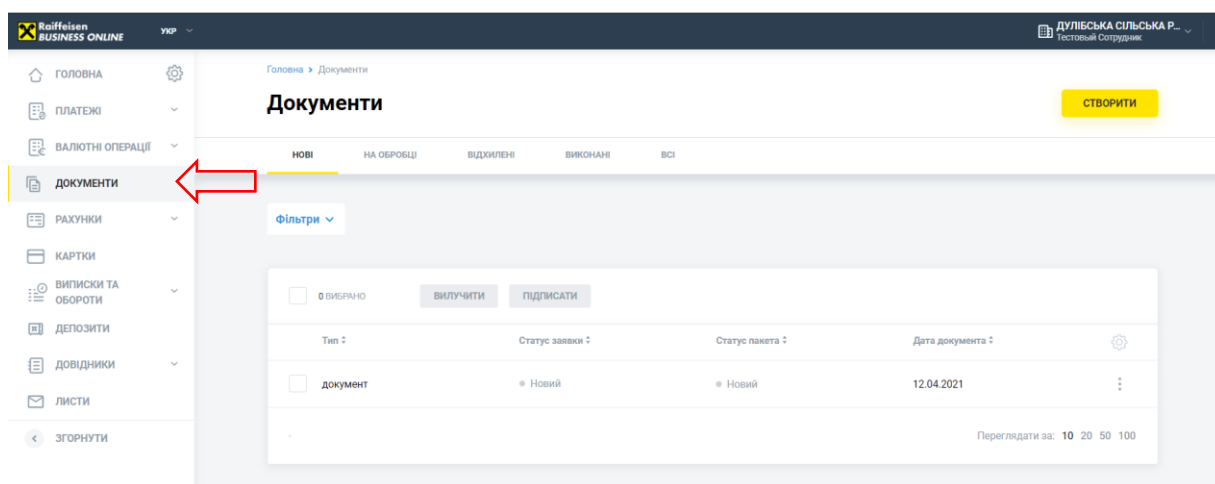 Raiffeisen
BUSINESS ONLINE
УКР
ДУЛІБСЬКА СІЛЬСЬКА Р...
Тестовый Сотрудник
ГОЛОВНА
ПЛАТЕЖІ
ВАЛЮТНІ ОПЕРАЦІЇ
ДОКУМЕНТИ
РАХУНКИ
КАРТКИ
ВИПИСКИ ТА
ОБОРОТИ
ДЕПОЗИТИ
ДОВІДНИКИ
ЛИСТИ
ЗГОРНУТИ
Головна > Документи
Документи
СТВОРИТИ
НОВІ НА ОБРОБЦІ ВІДХИЛЕНІ ВИКОНАНІ ВСІ
Фільтри
0 ВИБРАНО ВИЛУЧИТИ ПІДПИСАТИ
Тип Статус заявки Статус пакета Дата документа
документ Новий Новий 12.04.2021
Переглядати за: 10 20 50 100